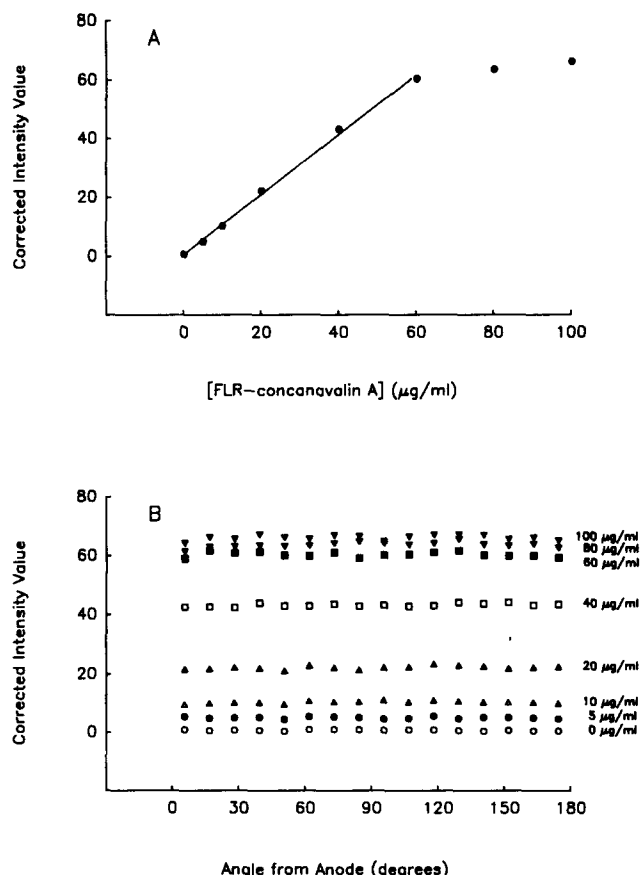 A
80
60
40
20
0
Corrected Intensity Value
0 20 40 60 80 100
[FLR-concanavalin A] (μg/ml)
B
80
60
40
20
0
Corrected Intensity Value
100 μg/ml
80 μg/ml
60 μg/ml
40 μg/ml
20 μg/ml
10 μg/ml
5 μg/ml
0 μg/ml
0 30 60 90 120 150 180
Angle from Anode (degrees)